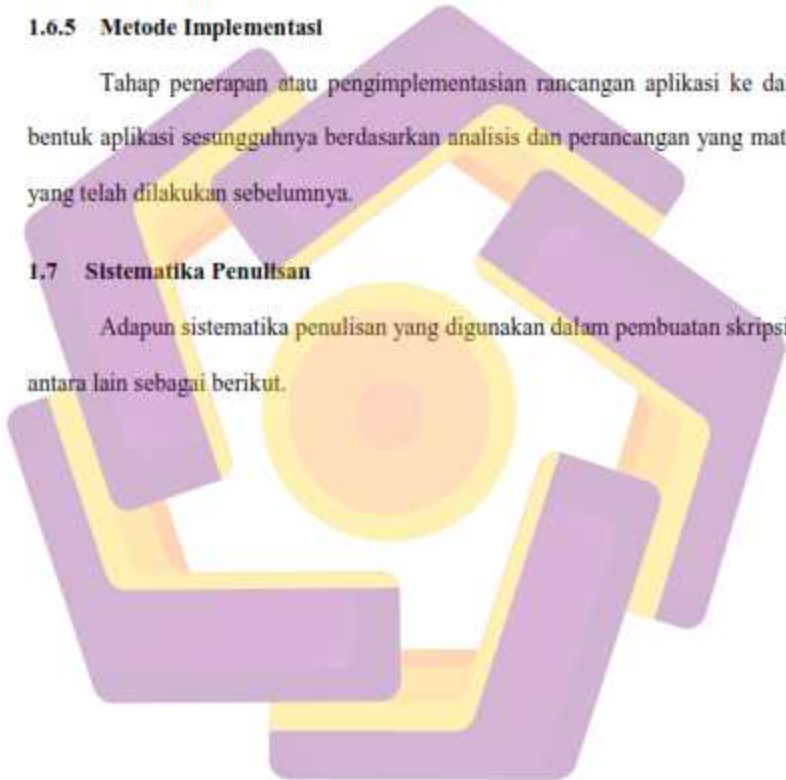 1.6.5 Metode Implementasi
Tahap penerapan atau pengimplementasian rancangan aplikasi ke da
bentuk aplikasi sesungguhnya berdasarkan analisis dan perancangan yang mat
yang telah dilakukan sebelumnya.
1.7 Sistematika Penulisan
Adapun sistematika penulisan yang digunakan dalam pembuatan skripsi
antara lain sebagai berikut.